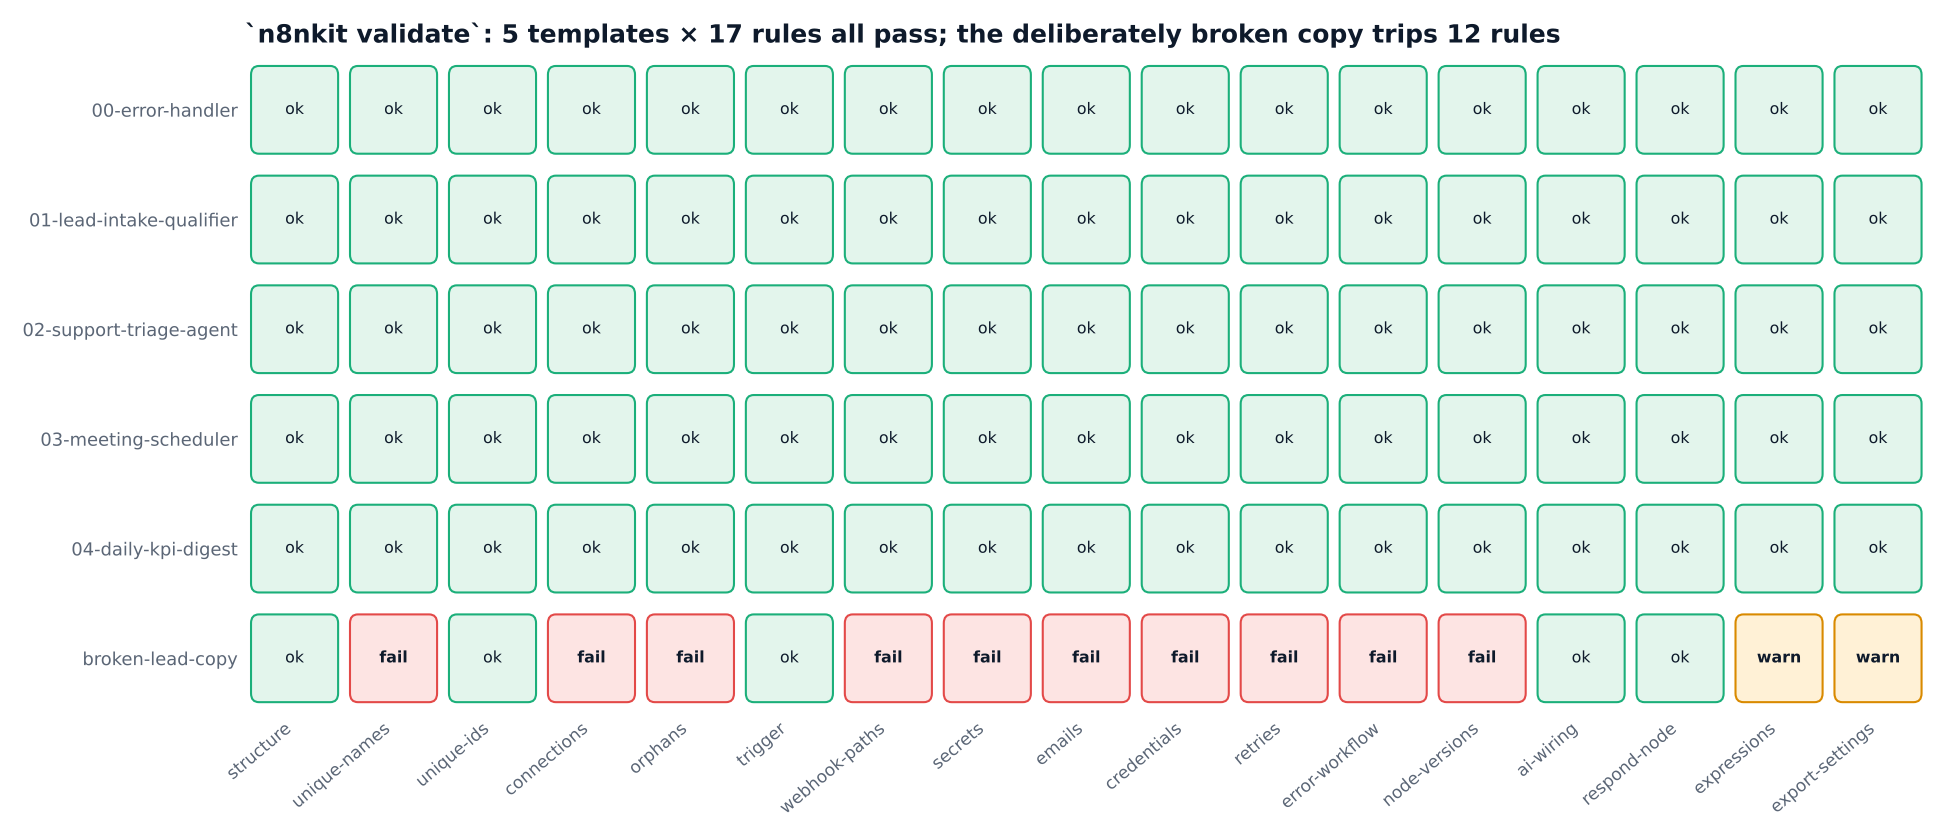 `n8nkit validate`: 5 templates × 17 rules all pass; the deliberately broken copy trips 12 rules
00-error-handler ok ok ok ok ok ok ok ok ok ok ok ok ok ok ok ok ok
01-lead-intake-qualifier ok ok ok ok ok ok ok ok ok ok ok ok ok ok ok ok ok
02-support-triage-agent ok ok ok ok ok ok ok ok ok ok ok ok ok ok ok ok ok
03-meeting-scheduler ok ok ok ok ok ok ok ok ok ok ok ok ok ok ok ok ok
04-daily-kpi-digest ok ok ok ok ok ok ok ok ok ok ok ok ok ok ok ok ok
broken-lead-copy ok fail ok fail fail ok fail fail fail fail fail fail fail ok ok warn warn
structure
unique-names
unique-ids
connections
orphans
trigger
webhook-paths
secrets
emails
credentials
retries
error-workflow
node-versions
ai-wiring
respond-node
expressions
export-settings